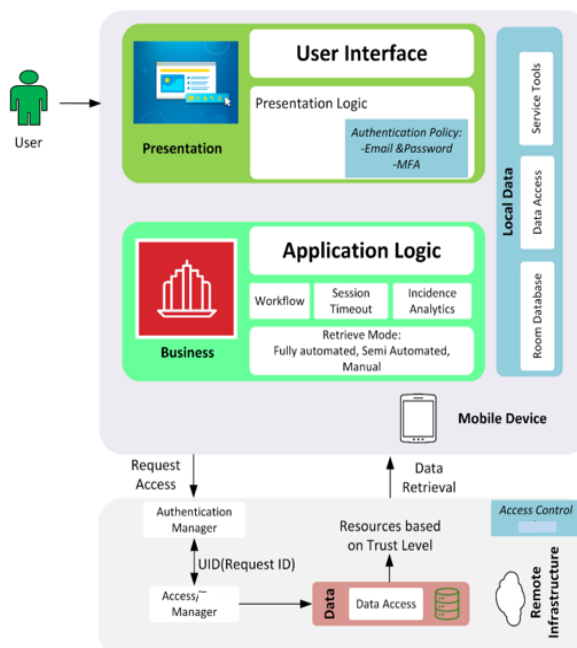 User
User Interface
Presentation Logic
Authentication Policy:
-Email &Password
-MFA
Presentation
Application Logic
Workflow
Session
Timeout
Incidence
Analytics
Retrieve Mode:
Fully automated, Semi Automated,
Manual
Business
Local Data
Service Tools
Data Access
Room Database
Mobile Device
Request
Access
Data
Retrieval
Authentication
Manager
UID(Request ID)
Access/
Manager
Resources based
on Trust Level
Data
Data Access
Access Control
Remote
Infrastructure